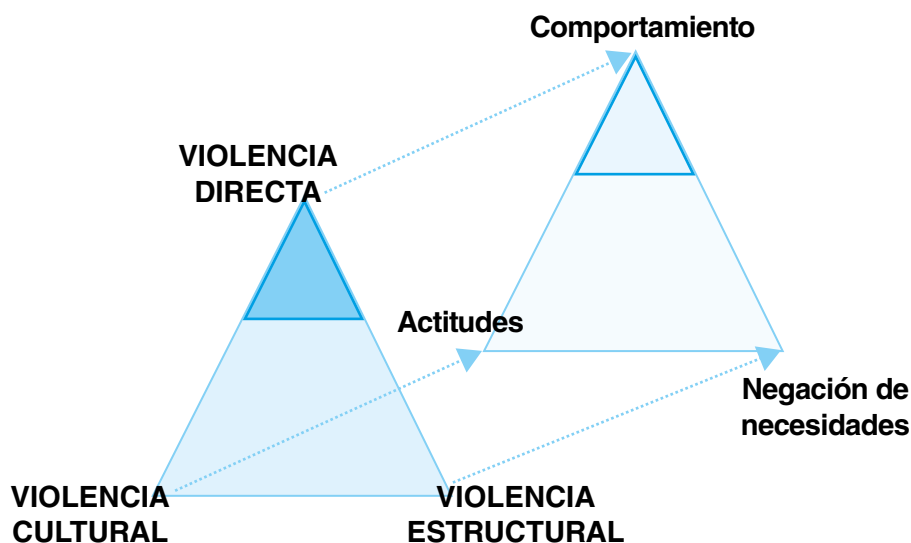 Comportamiento
VIOLENCIA
DIRECTA
Actitudes
Negación de
necesidades
VIOLENCIA
CULTURAL
VIOLENCIA
ESTRUCTURAL